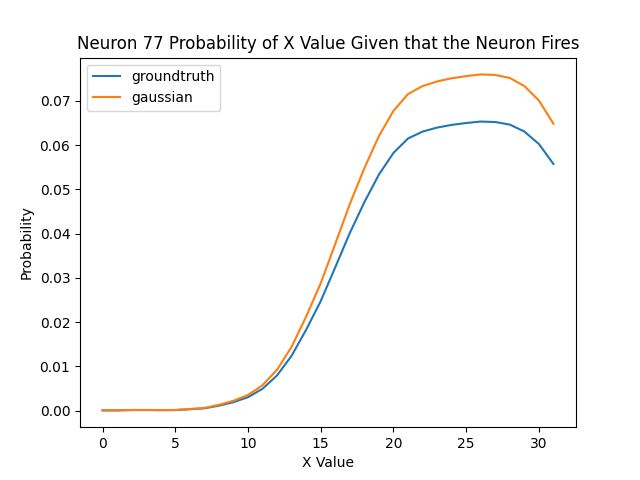 Neuron 77 Probability of X Value Given that the Neuron Fires
groundtruth
gaussian
0.07
0.06
0.05
0.04
0.03
0.02
0.01
0.00
Probability
0 5 10 15 20 25 30
X Value